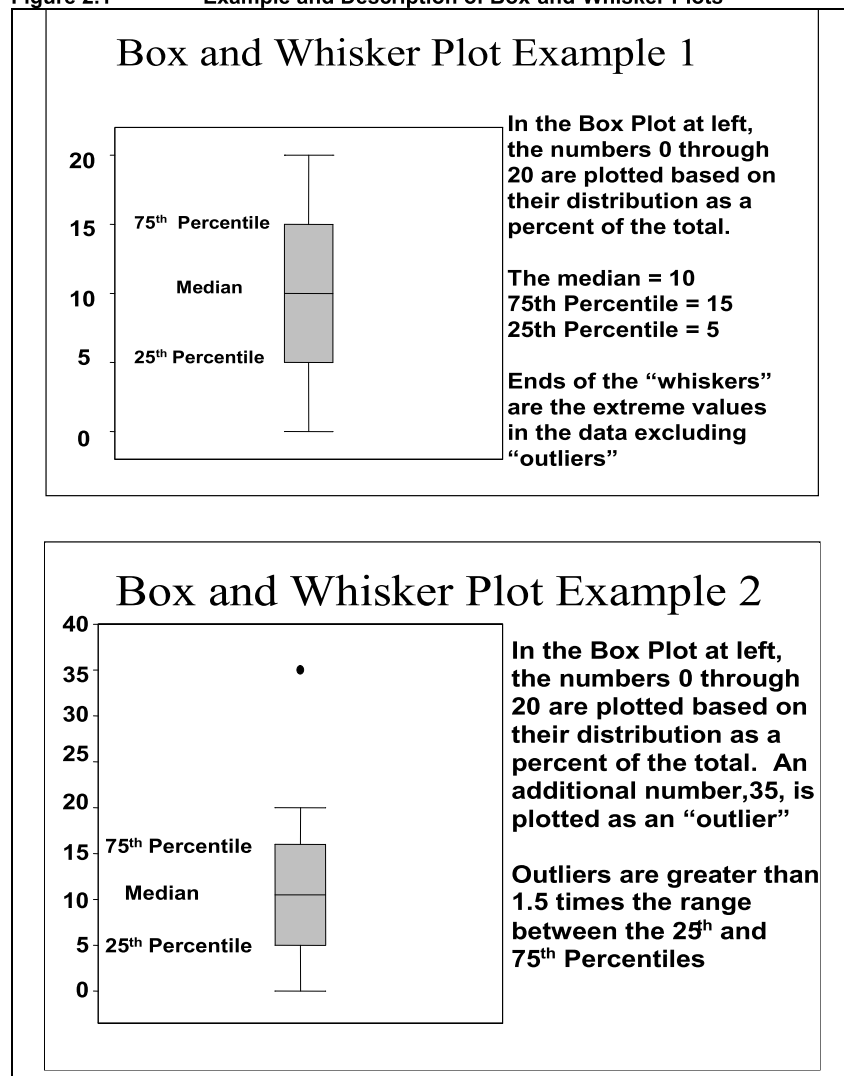 Figure 2.1 Example and Description of Box and Whisker Plots
Box and Whisker Plot Example 1
20
15
10
5
0
75th Percentile
Median
25th Percentile
In the Box Plot at left,
the numbers 0 through
20 are plotted based on
their distribution as a
percent of the total.
The median = 10
75th Percentile = 15
25th Percentile = 5
Ends of the “whiskers”
are the extreme values
in the data excluding
“outliers”
Box and Whisker Plot Example 2
40
35
30
25
20
15
10
5
0
75th Percentile
Median
25th Percentile
In the Box Plot at left,
the numbers 0 through
20 are plotted based on
their distribution as a
percent of the total. An
additional number,35, is
plotted as an “outlier”
Outliers are greater than
1.5 times the range
between the 25th and
75th Percentiles